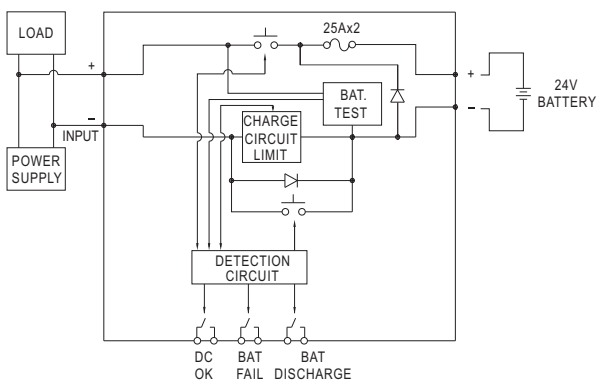 LOAD
25Ax2
+
+
24V
BATTERY
BAT.
TEST
−
−
INPUT
CHARGE
CIRCUIT
LIMIT
POWER
SUPPLY
DETECTION
CIRCUIT
DC
OK
BAT
FAIL
BAT
DISCHARGE